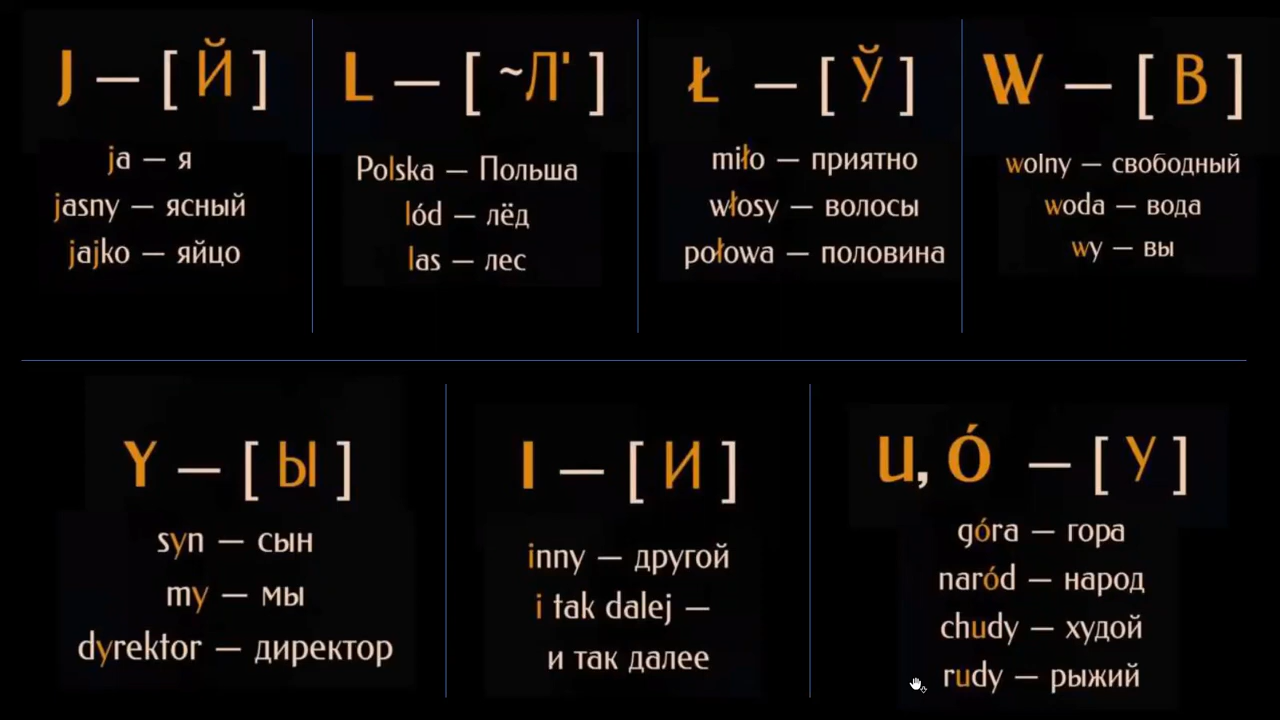 J — [ Й ]
ja — я
jasny — ясный
jajko — яйцо
L — [ ~Л' ]
Polska — Польша
lód — лёд
las — лес
Ł — [ Ў ]
miło — приятно
włosy — волосы
połowa — половина
W — [ В ]
wolny — свободный
woda — вода
wy — вы
Y — [ Ы ]
syn — сын
my — мы
dyrektor — директор
I — [ И ]
inny — другой
i tak dalej —
и так далее
U, Ó — [ У ]
góra — гора
naród — народ
chudy — худой
rudy — рыжий